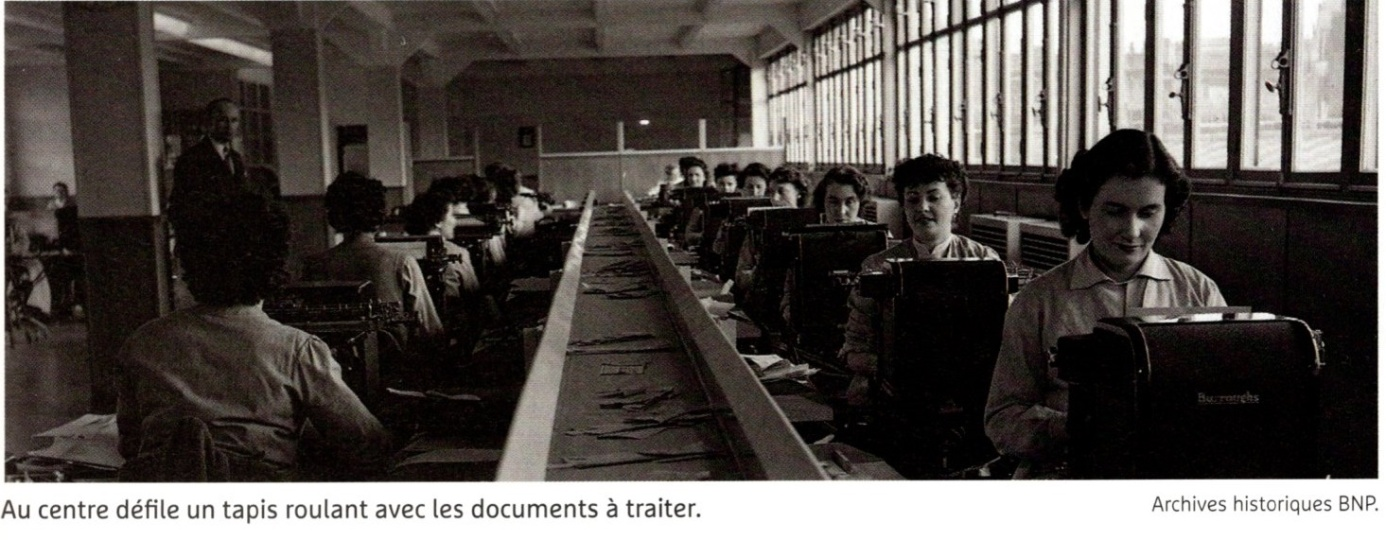 Burroughs
Au centre défile un tapis roulant avec les documents à traiter.
Archives historiques BNP.